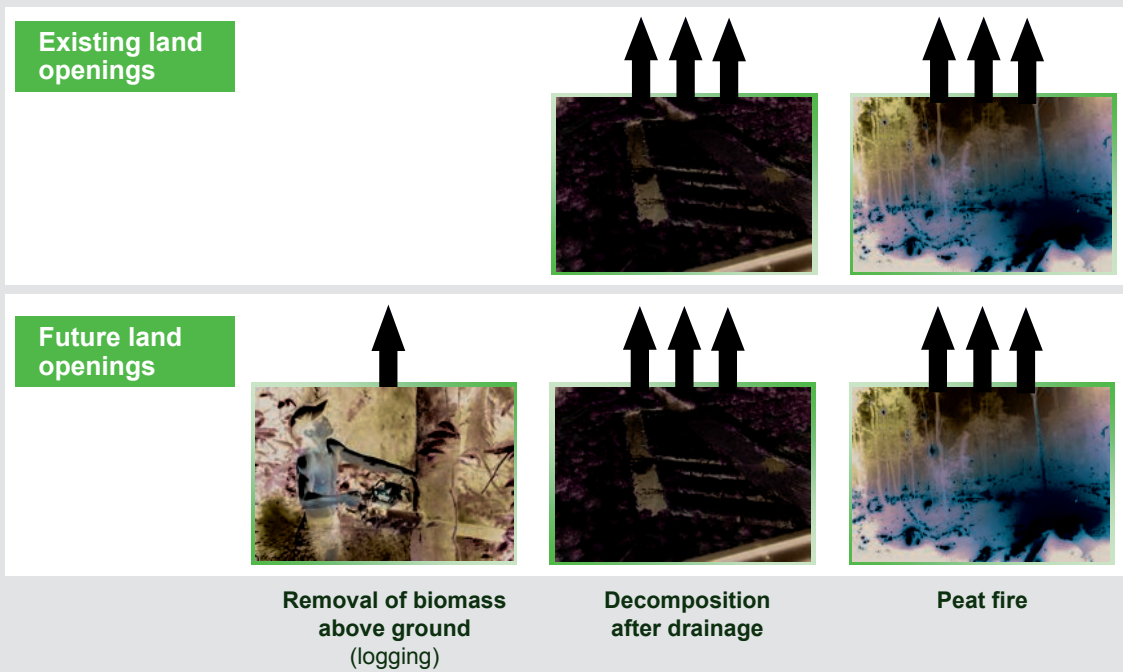 Existing land
openings
Future land
openings
Removal of biomass
above ground
(logging)
Decomposition
after drainage
Peat fire